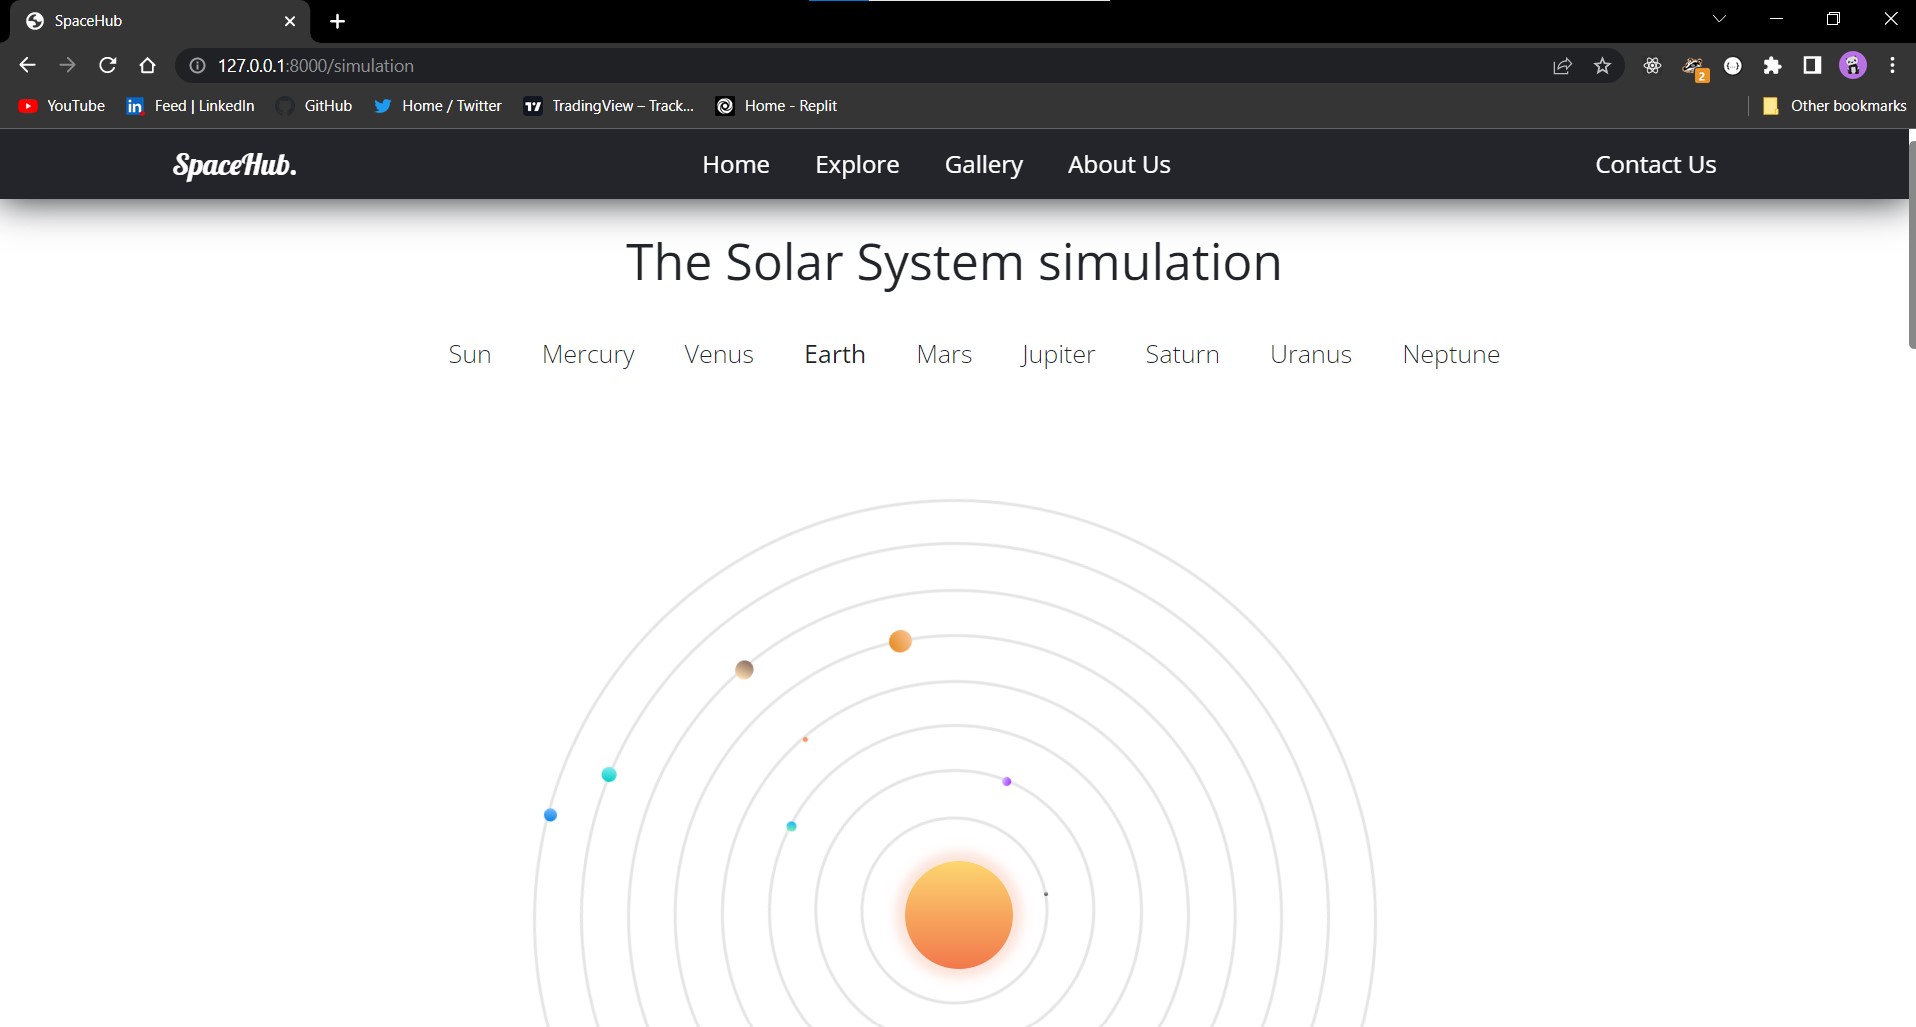 SpaceHub
127.0.0.1:8000/simulation
2
YouTube
in Feed | LinkedIn
GitHub
Home / Twitter
TradingView – Track...
Home - Replit
Other bookmarks
SpaceHub.
Home Explore Gallery About Us Contact Us
The Solar System simulation
Sun Mercury Venus Earth Mars Jupiter Saturn Uranus Neptune